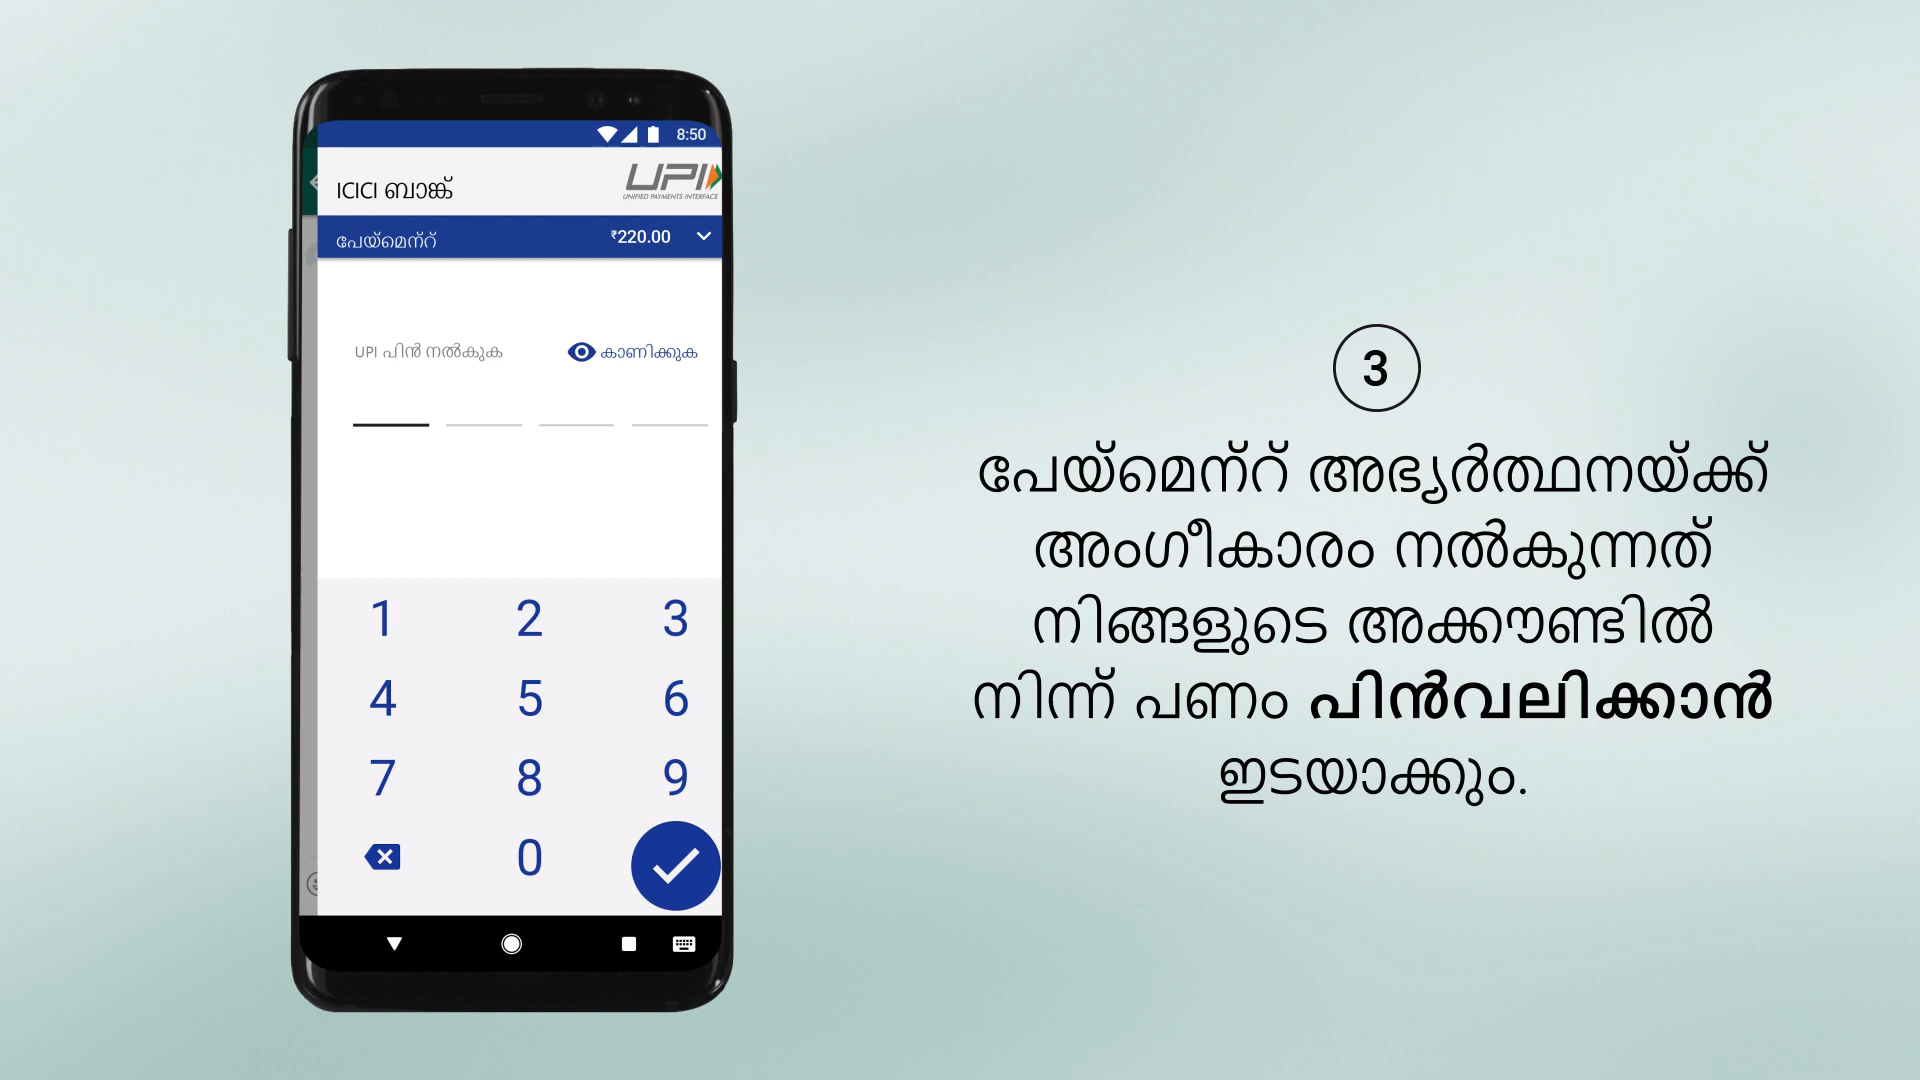 8:50
ICICI ബാങ്ക്
UPI
UNIFIED PAYMENTS INTERFACE
പേയ്മെന്റ് ₹220.00
UPI പിൻ നൽകുക കാണിക്കുക
1 2 3
4 5 6
7 8 9
0
3
പേയ്മെന്റ് അഭ്യർത്ഥനയ്ക്ക്
അംഗീകാരം നൽകുന്നത്
നിങ്ങളുടെ അക്കൗണ്ടിൽ
നിന്ന് പണം പിൻവലിക്കാൻ
ഇടയാക്കും.